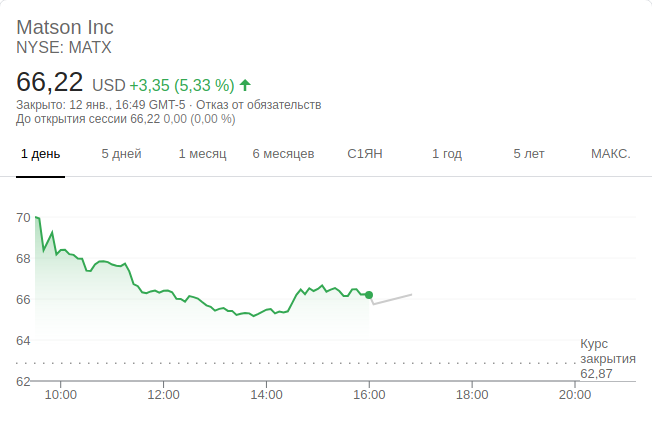 Matson Inc
NYSE: MATX
66,22 USD +3,35 (5,33 %)
Закрыто: 12 янв., 16:49 GMT-5 · Отказ от обязательств
До открытия сессии 66,22 0,00 (0,00 %)
1 день 5 дней 1 месяц 6 месяцев С1ЯН 1 год 5 лет МАКС.
70
68
66
64
Курс
закрытия
62,87
62
10:00 12:00 14:00 16:00 18:00 20:00